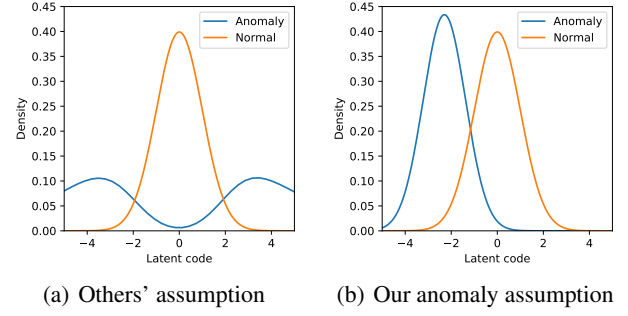 0.45
0.40
0.35
0.30
0.25
0.20
0.15
0.10
0.05
0.00
Density
−4 −2 0 2 4
Latent code
Anomaly
Normal
(a) Others' assumption
0.45
0.40
0.35
0.30
0.25
0.20
0.15
0.10
0.05
0.00
Density
−4 −2 0 2 4
Latent code
Anomaly
Normal
(b) Our anomaly assumption